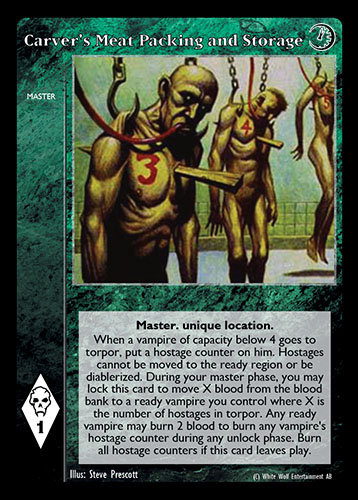 Carver's Meat Packing and Storage
MASTER
3
4
5
Master. unique location.
When a vampire of capacity below 4 goes to
torpor, put a hostage counter on him. Hostages
cannot be moved to the ready region or be
diablerized. During your master phase, you may
lock this card to move X blood from the blood
bank to a ready vampire you control where X is
the number of hostages in torpor. Any ready
vampire may burn 2 blood to burn any vampire's
hostage counter during any unlock phase. Burn
all hostage counters if this card leaves play.
1
Illus: Steve Prescott
(C) White Wolf Entertainment AB